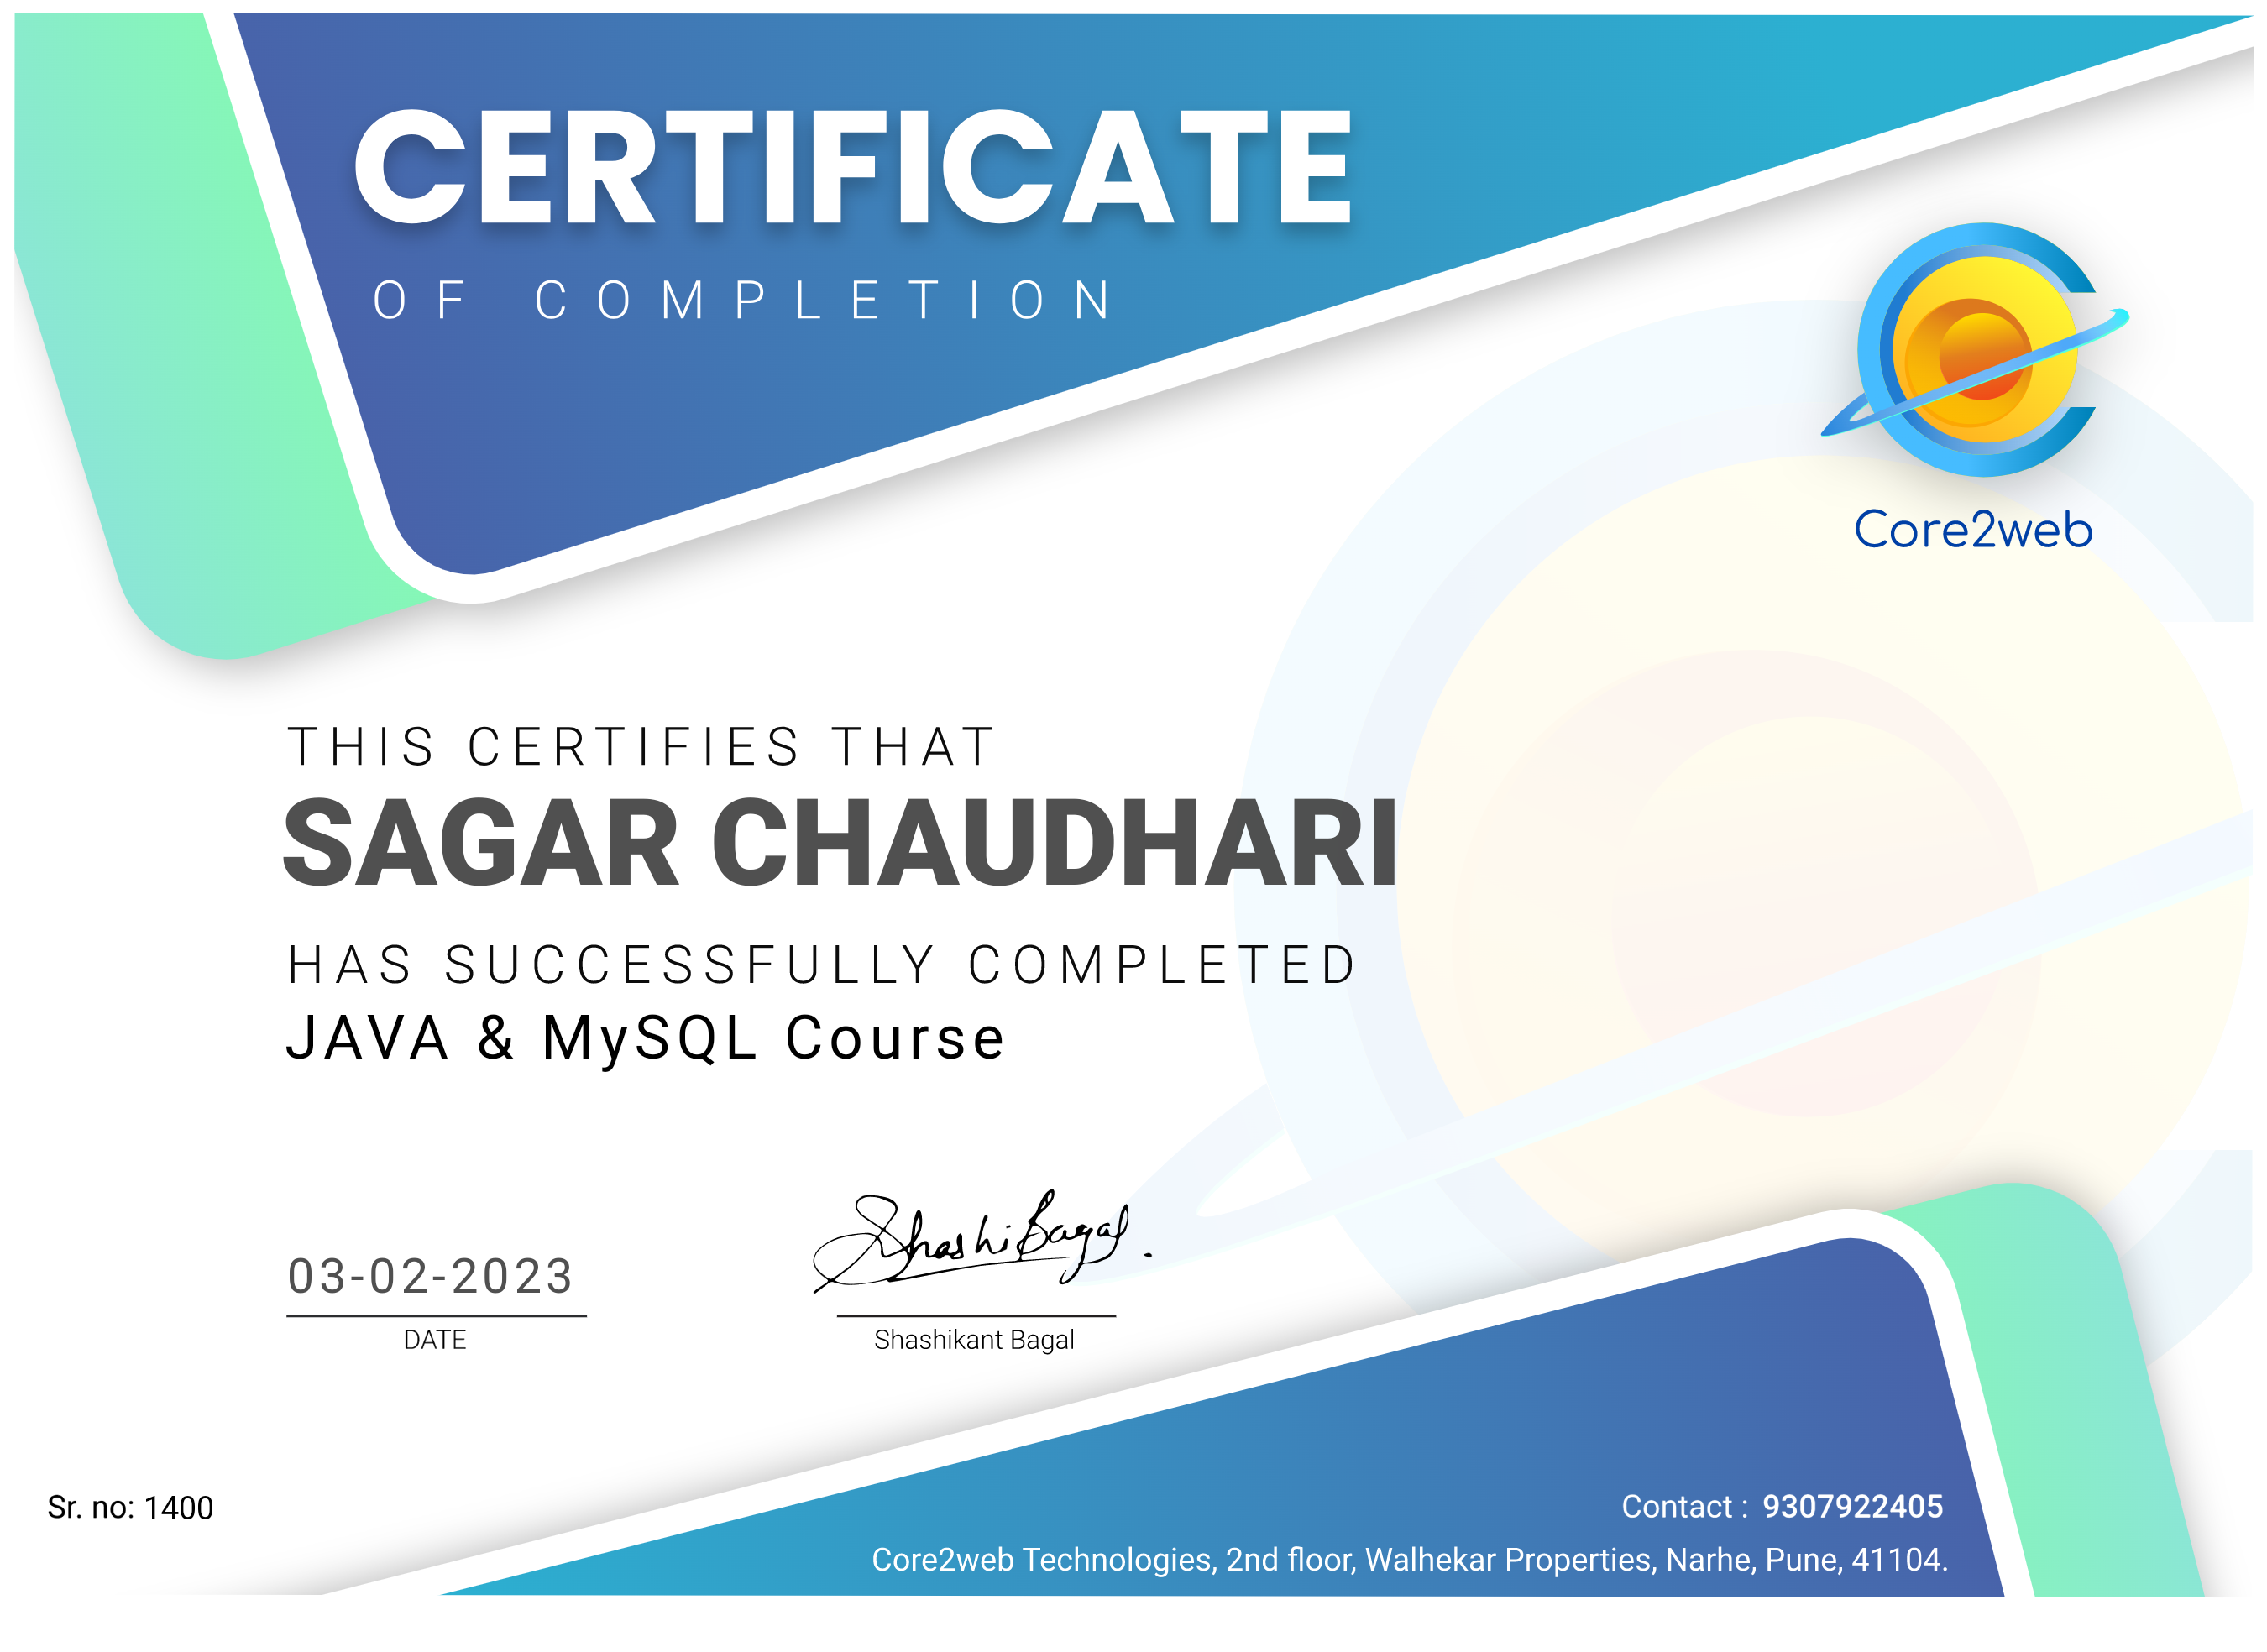 CERTIFICATE
OF COMPLETION
Core2web
THIS CERTIFIES THAT
SAGAR CHAUDHARI
HAS SUCCESSFULLY COMPLETED
JAVA & MySQL Course
Shashi Bagal.
03-02-2023
DATE
Shashikant Bagal
Sr. no: 1400
Contact : 9307922405
Core2web Technologies, 2nd floor, Walhekar Properties, Narhe, Pune, 41104.